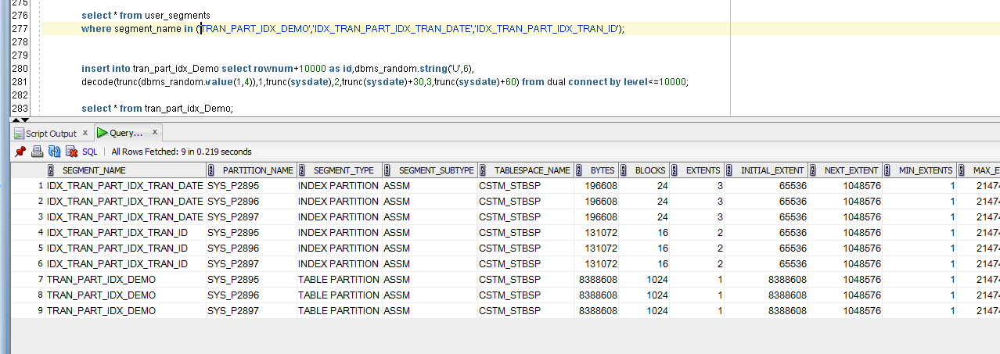 275
276 select * from user_segments
277 where segment_name in ('TRAN_PART_IDX_DEMO','IDX_TRAN_PART_IDX_TRAN_DATE','IDX_TRAN_PART_IDX_TRAN_ID');
278
279
280 insert into tran_part_idx_Demo select rownum+10000 as id,dbms_random.string('U',6),
281 decode(trunc(dbms_random.value(1,4)),1,trunc(sysdate),2,trunc(sysdate)+30,3,trunc(sysdate)+60) from dual connect by level<=10000;
282
283 select * from tran_part_idx_Demo;
Script Output x Query... x
SQL | All Rows Fetched: 9 in 0.219 seconds
SEGMENT_NAME PARTITION_NAME SEGMENT_TYPE SEGMENT_SUBTYPE TABLESPACE_NAME BYTES BLOCKS EXTENTS INITIAL_EXTENT NEXT_EXTENT MIN_EXTENTS MAX_E
1 IDX_TRAN_PART_IDX_TRAN_DATE SYS_P2895 INDEX PARTITION ASSM CSTM_STBSP 196608 24 3 65536 1048576 1 21474
2 IDX_TRAN_PART_IDX_TRAN_DATE SYS_P2896 INDEX PARTITION ASSM CSTM_STBSP 196608 24 3 65536 1048576 1 21474
3 IDX_TRAN_PART_IDX_TRAN_DATE SYS_P2897 INDEX PARTITION ASSM CSTM_STBSP 196608 24 3 65536 1048576 1 21474
4 IDX_TRAN_PART_IDX_TRAN_ID SYS_P2895 INDEX PARTITION ASSM CSTM_STBSP 131072 16 2 65536 1048576 1 21474
5 IDX_TRAN_PART_IDX_TRAN_ID SYS_P2896 INDEX PARTITION ASSM CSTM_STBSP 131072 16 2 65536 1048576 1 21474
6 IDX_TRAN_PART_IDX_TRAN_ID SYS_P2897 INDEX PARTITION ASSM CSTM_STBSP 131072 16 2 65536 1048576 1 21474
7 TRAN_PART_IDX_DEMO SYS_P2895 TABLE PARTITION ASSM CSTM_STBSP 8388608 1024 1 8388608 1048576 1 21474
8 TRAN_PART_IDX_DEMO SYS_P2896 TABLE PARTITION ASSM CSTM_STBSP 8388608 1024 1 8388608 1048576 1 21474
9 TRAN_PART_IDX_DEMO SYS_P2897 TABLE PARTITION ASSM CSTM_STBSP 8388608 1024 1 8388608 1048576 1 21474